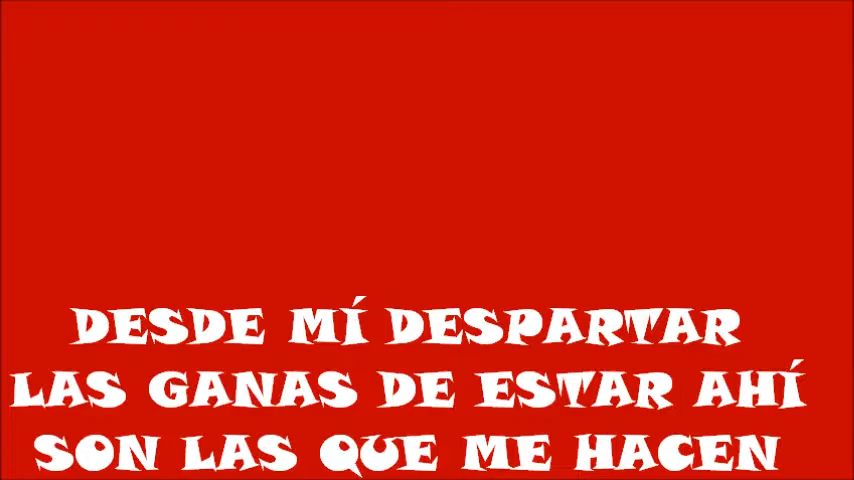 DESDE MÍ DESPARTAR
LAS GANAS DE ESTAR AHÍ
SON LAS QUE ME HACEN